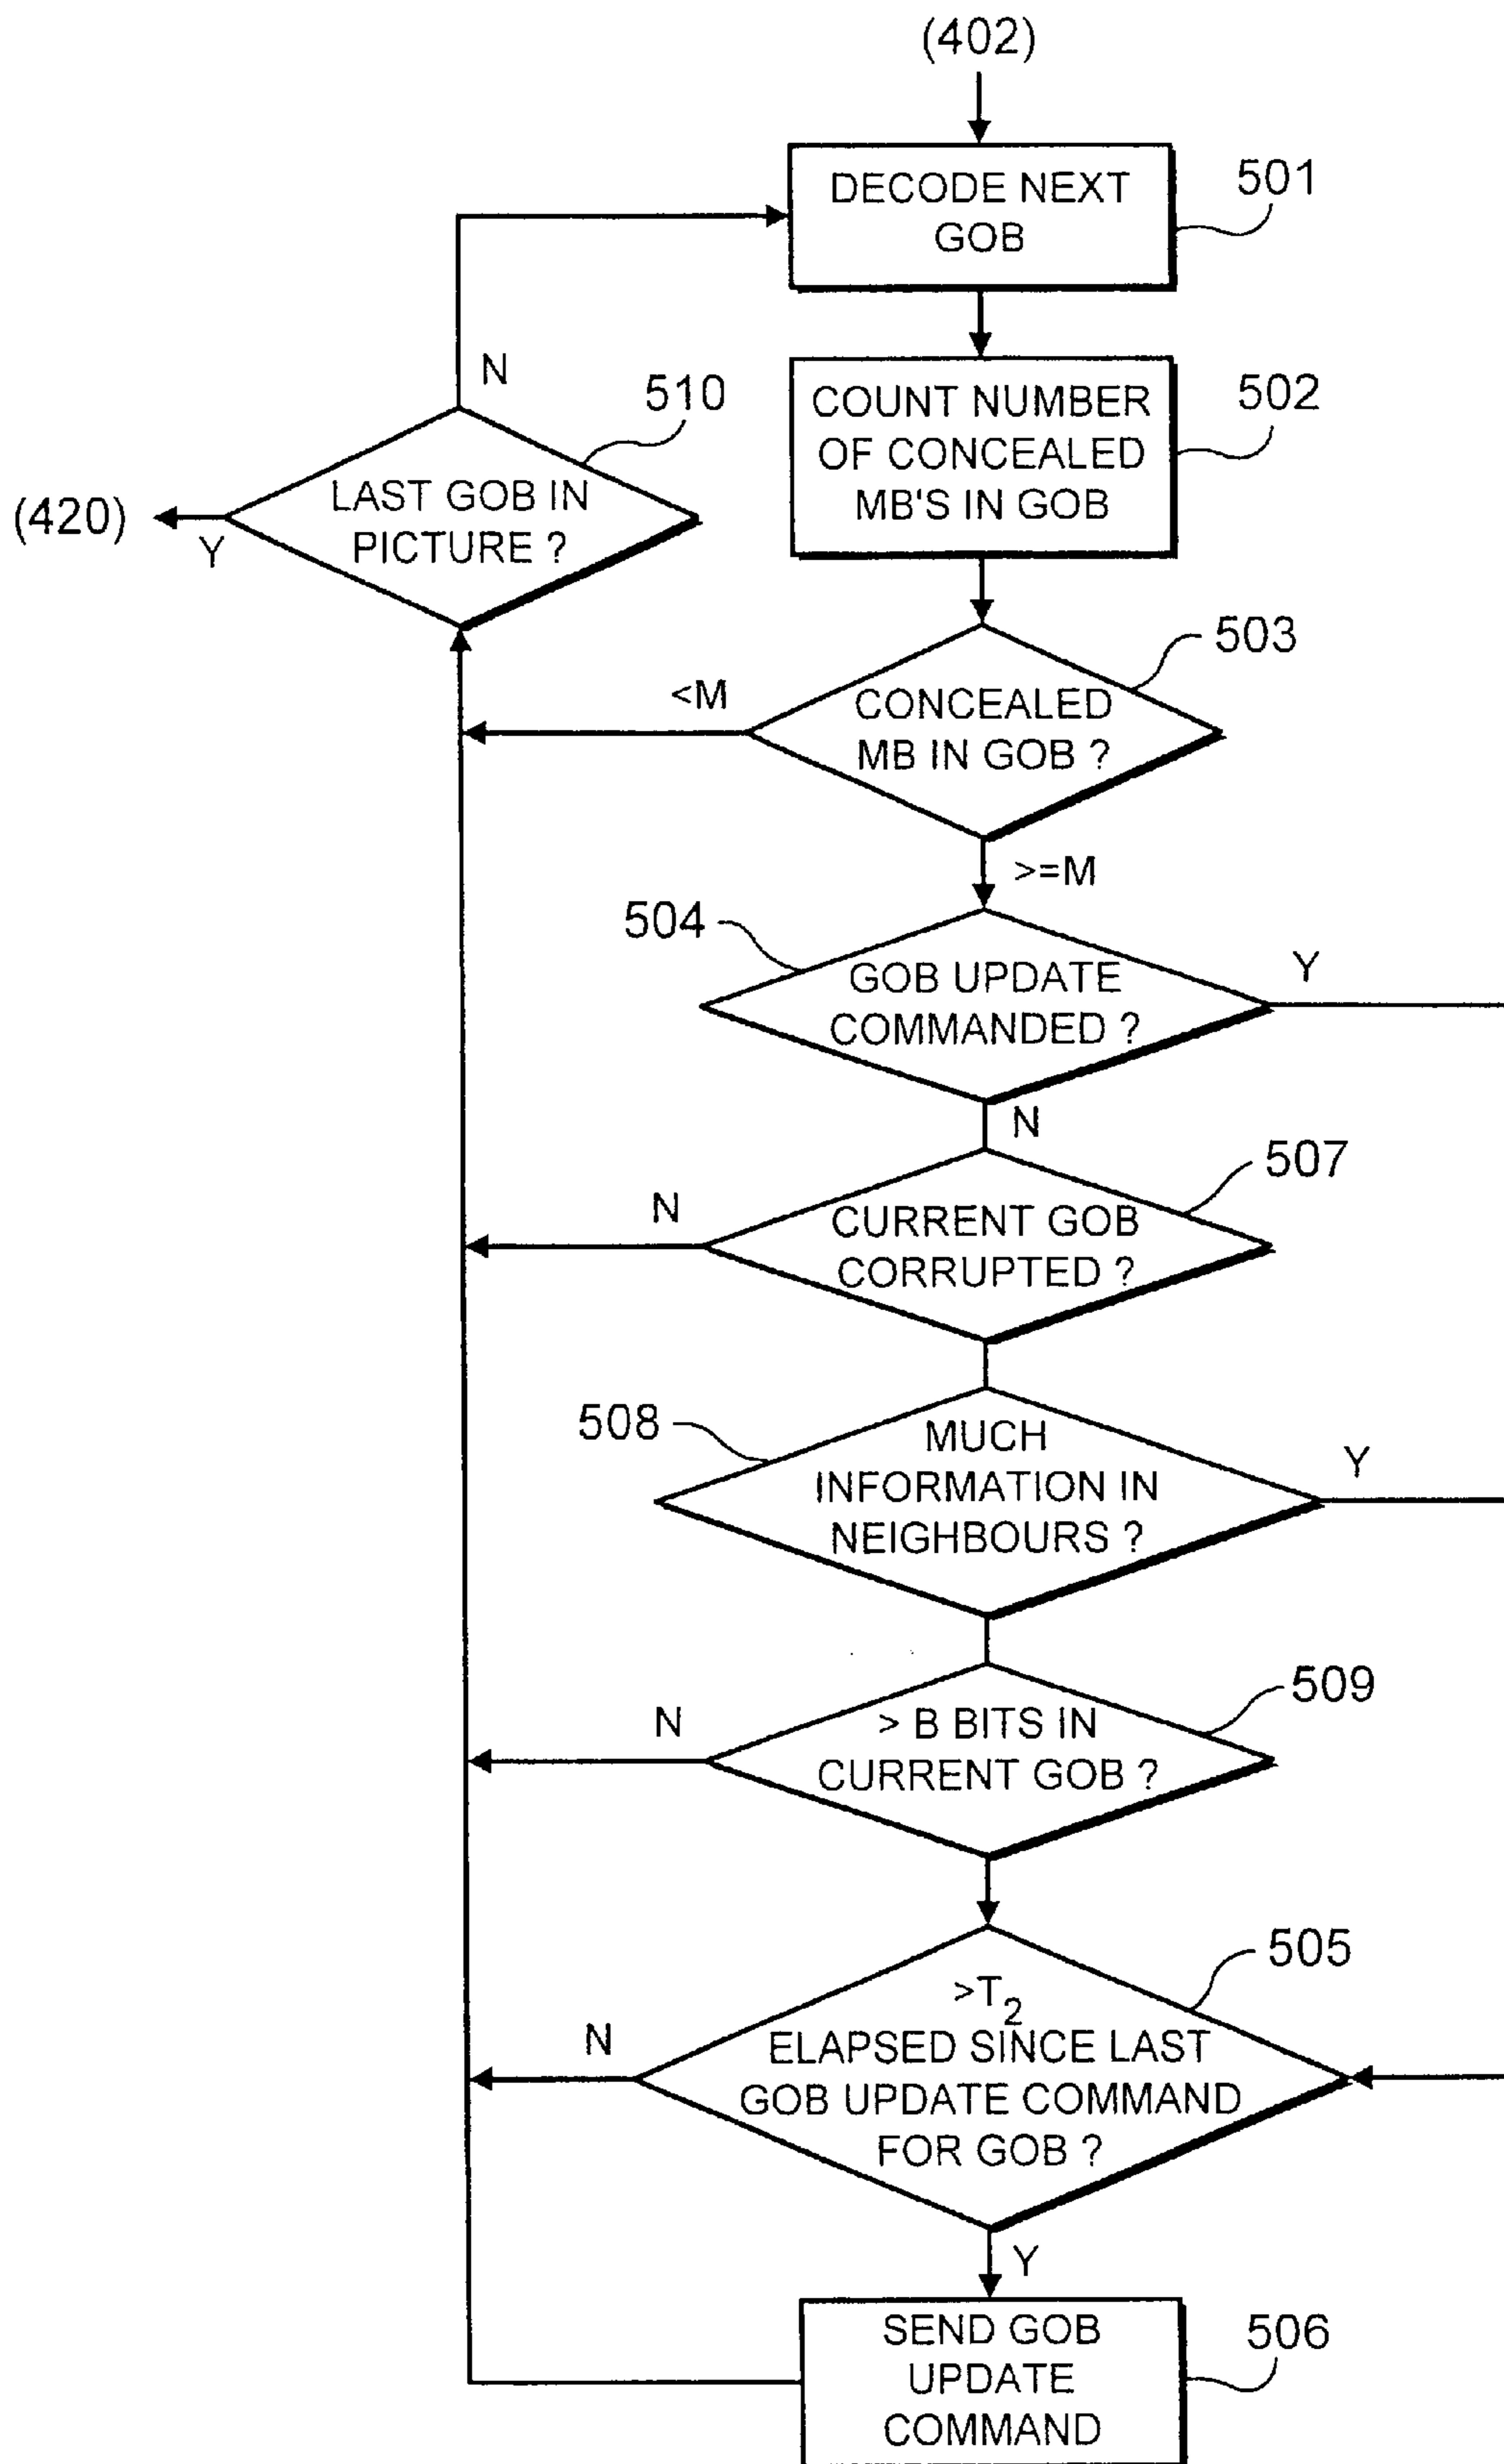 (402)
DECODE NEXT
GOB
501
COUNT NUMBER
OF CONCEALED
MB'S IN GOB
502
N
510
LAST GOB IN
PICTURE ?
(420)
Y
503
<M
CONCEALED
MB IN GOB ?
>=M
504
GOB UPDATE
COMMANDED ?
Y
N
507
N
CURRENT GOB
CORRUPTED ?
508
MUCH
INFORMATION IN
NEIGHBOURS ?
Y
509
N
> B BITS IN
CURRENT GOB ?
505
>T2
N
ELAPSED SINCE LAST
GOB UPDATE COMMAND
FOR GOB ?
Y
SEND GOB
UPDATE
COMMAND
506